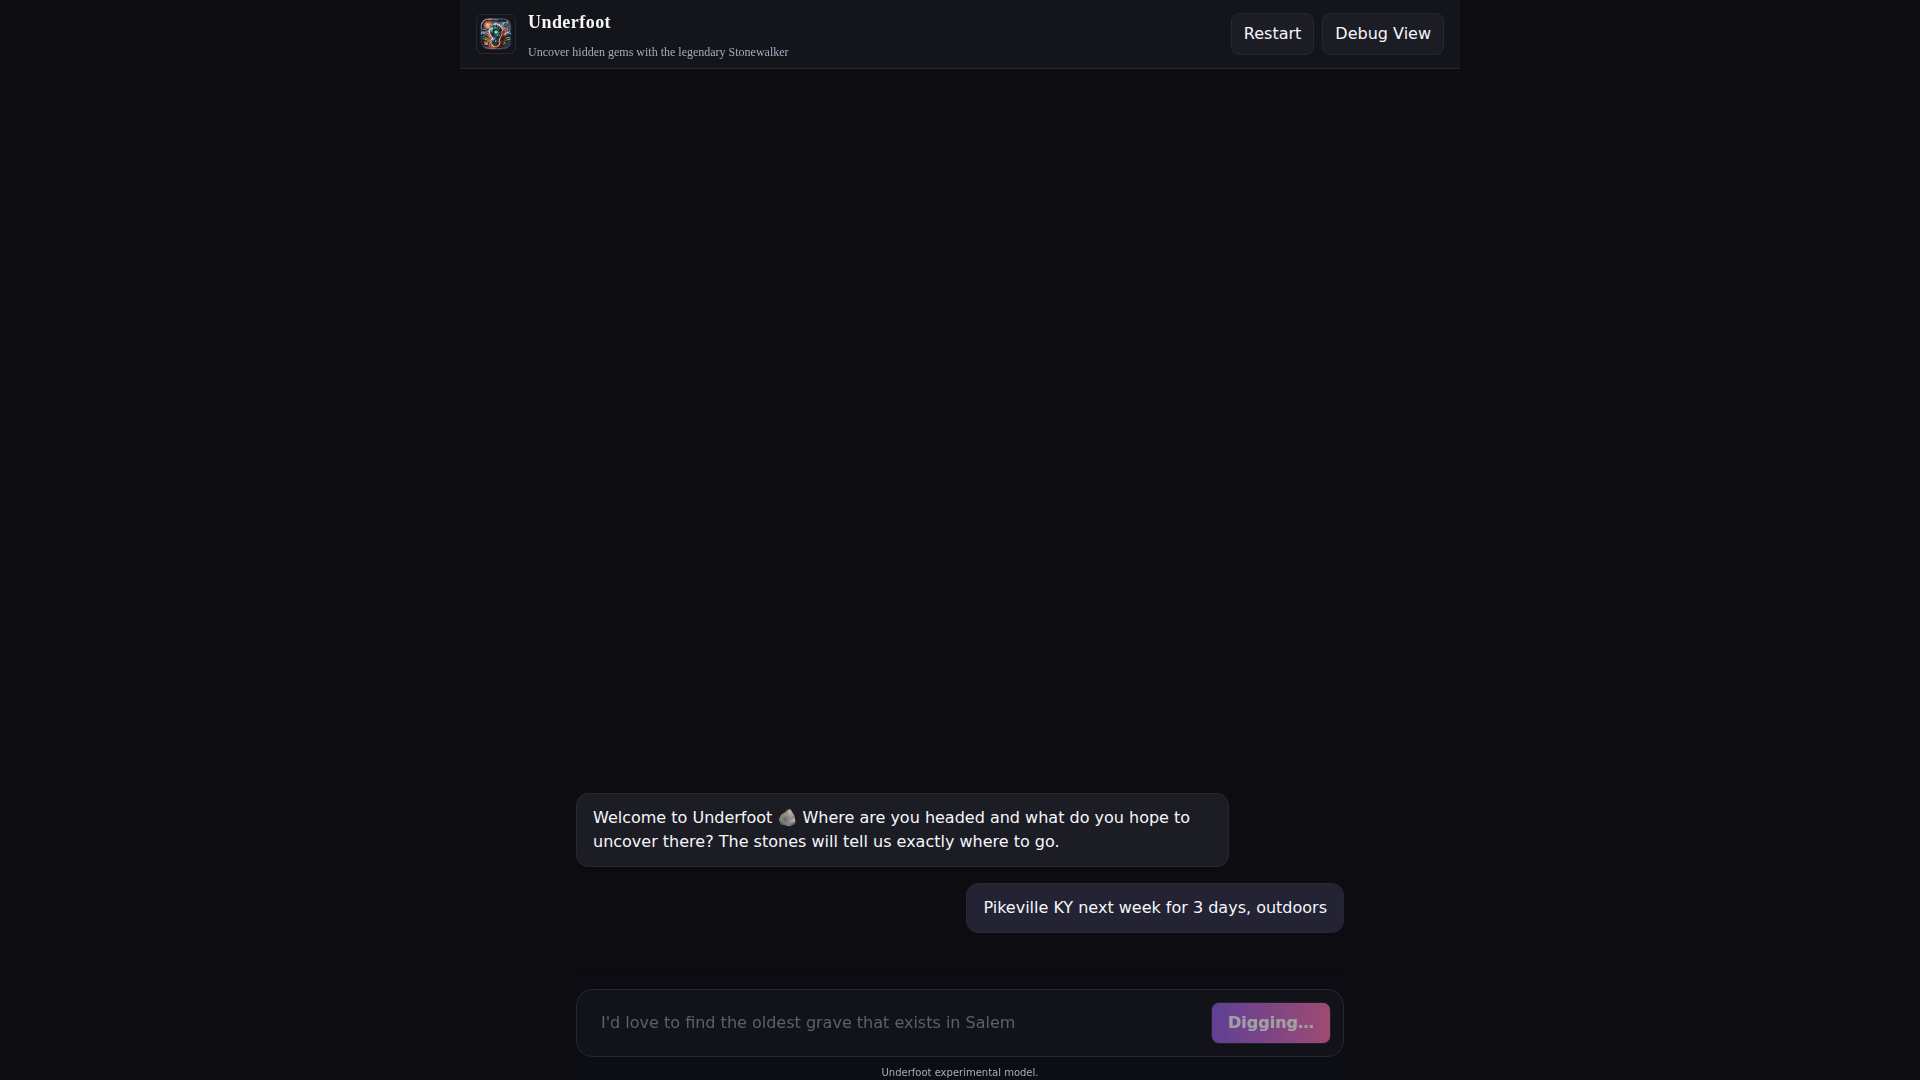 Underfoot
Uncover hidden gems with the legendary Stonewalker
Restart
Debug View
Welcome to Underfoot 🪨 Where are you headed and what do you hope to
uncover there? The stones will tell us exactly where to go.
Pikeville KY next week for 3 days, outdoors
I'd love to find the oldest grave that exists in Salem
Digging...
Underfoot experimental model.